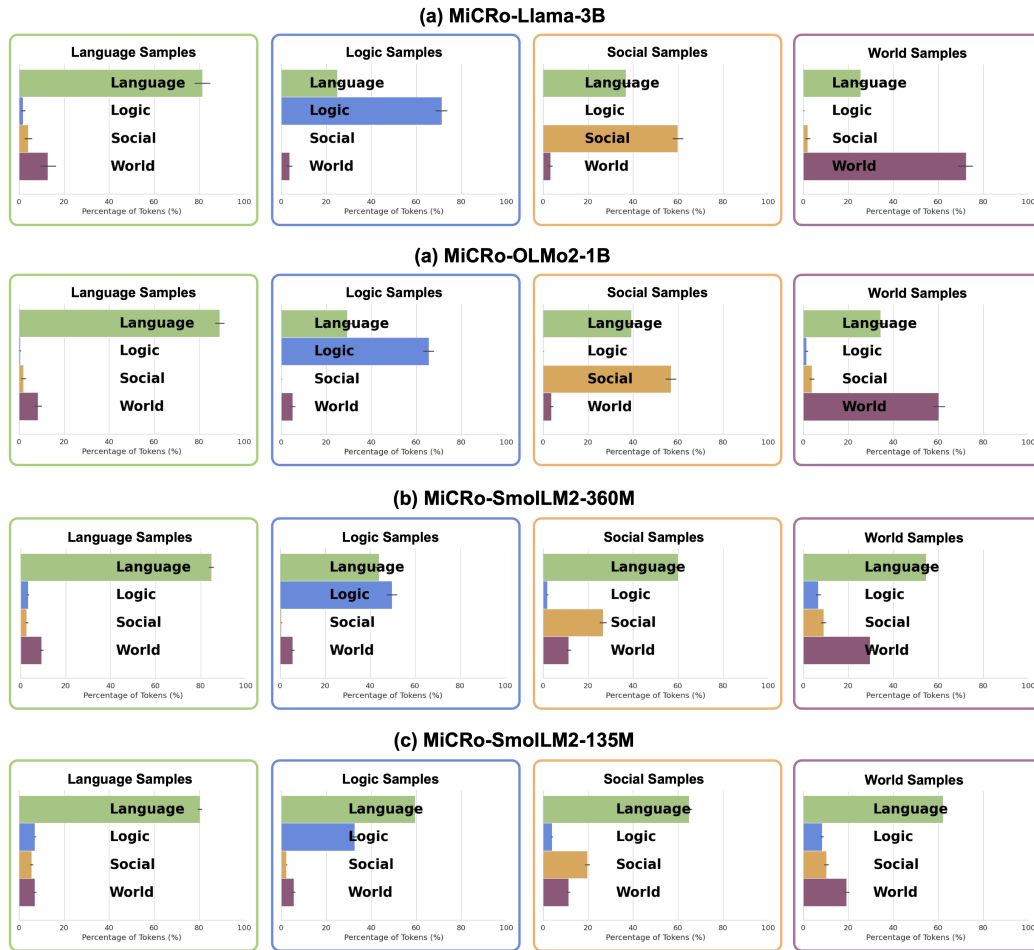 (a) MiCRo-Llama-3B
Language Samples
Language
Logic
Social
World
0 20 40 60 80 100
Percentage of Tokens (%)
Logic Samples
Language
Logic
Social
World
0 20 40 60 80 100
Percentage of Tokens (%)
Social Samples
Language
Logic
Social
World
0 20 40 60 80 100
Percentage of Tokens (%)
World Samples
Language
Logic
Social
World
0 20 40 60 80 100
Percentage of Tokens (%)
(a) MiCRo-OLMo2-1B
Language Samples
Language
Logic
Social
World
0 20 40 60 80 100
Percentage of Tokens (%)
Logic Samples
Language
Logic
Social
World
0 20 40 60 80 100
Percentage of Tokens (%)
Social Samples
Language
Logic
Social
World
0 20 40 60 80 100
Percentage of Tokens (%)
World Samples
Language
Logic
Social
World
0 20 40 60 80 100
Percentage of Tokens (%)
(b) MiCRo-SmolLM2-360M
Language Samples
Language
Logic
Social
World
0 20 40 60 80 100
Percentage of Tokens (%)
Logic Samples
Language
Logic
Social
World
0 20 40 60 80 100
Percentage of Tokens (%)
Social Samples
Language
Logic
Social
World
0 20 40 60 80 100
Percentage of Tokens (%)
World Samples
Language
Logic
Social
World
0 20 40 60 80 100
Percentage of Tokens (%)
(c) MiCRo-SmolLM2-135M
Language Samples
Language
Logic
Social
World
0 20 40 60 80 100
Percentage of Tokens (%)
Logic Samples
Language
Logic
Social
World
0 20 40 60 80 100
Percentage of Tokens (%)
Social Samples
Language
Logic
Social
World
0 20 40 60 80 100
Percentage of Tokens (%)
World Samples
Language
Logic
Social
World
0 20 40 60 80 100
Percentage of Tokens (%)